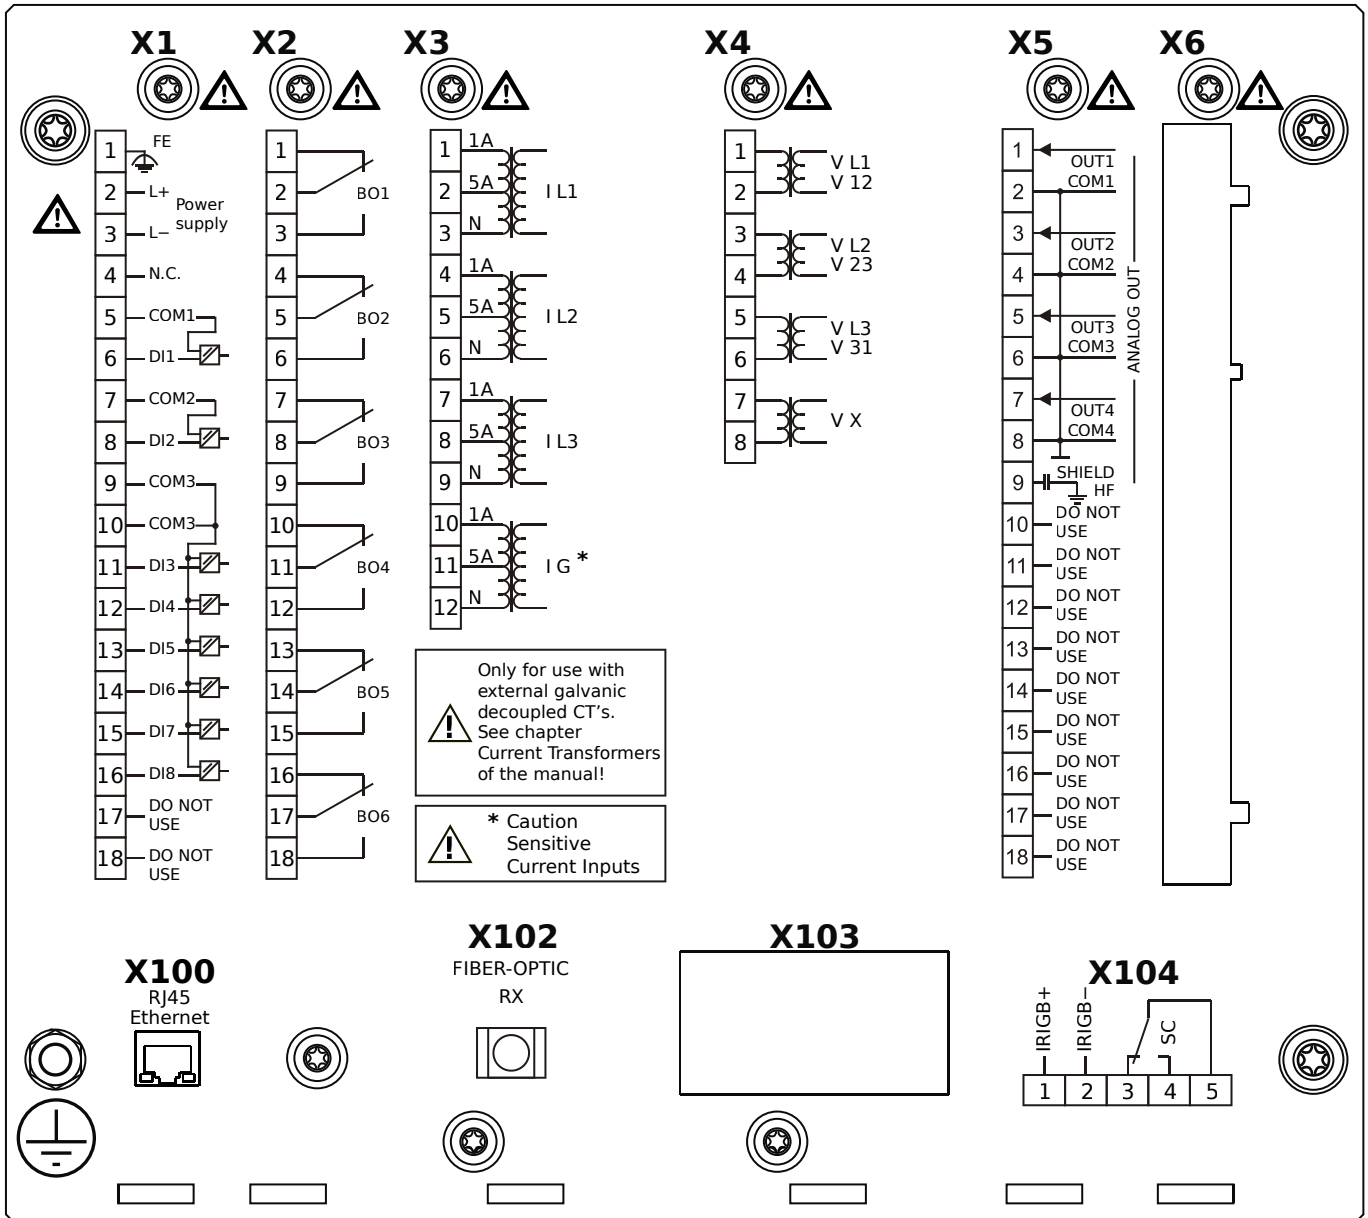 X1
X2
X3
X4
X5
X6
1 FE
2 L+
Power
supply
3 L−
4 N.C.
5 COM1
6 DI1
7 COM2
8 DI2
9 COM3
10 COM3
11 DI3
12 DI4
13 DI5
14 DI6
15 DI7
16 DI8
17 DO NOT
USE
18 DO NOT
USE
1
2 BO1
3
4
5 BO2
6
7
8 BO3
9
10
11 BO4
12
13
14 BO5
15
16
17 BO6
18
1 1A
2 5A I L1
3 N
4 1A
5 5A I L2
6 N
7 1A
8 5A I L3
9 N
10 1A
11 5A I G *
12 N
Only for use with
external galvanic
decoupled CT's.
See chapter
Current Transformers
of the manual!
* Caution
Sensitive
Current Inputs
1 V L1
2 V 12
3 V L2
4 V 23
5 V L3
6 V 31
7 V X
8
1 OUT1
2 COM1
3 OUT2
4 COM2
5 OUT3
6 COM3
7 OUT4
8 COM4
ANALOG OUT
9 SHIELD
HF
10 DO NOT
USE
11 DO NOT
USE
12 DO NOT
USE
13 DO NOT
USE
14 DO NOT
USE
15 DO NOT
USE
16 DO NOT
USE
17 DO NOT
USE
18 DO NOT
USE
X100
RJ45
Ethernet
X102
FIBER-OPTIC
RX
X103
X104
IRIGB+
IRIGB−
SC
1 2 3 4 5